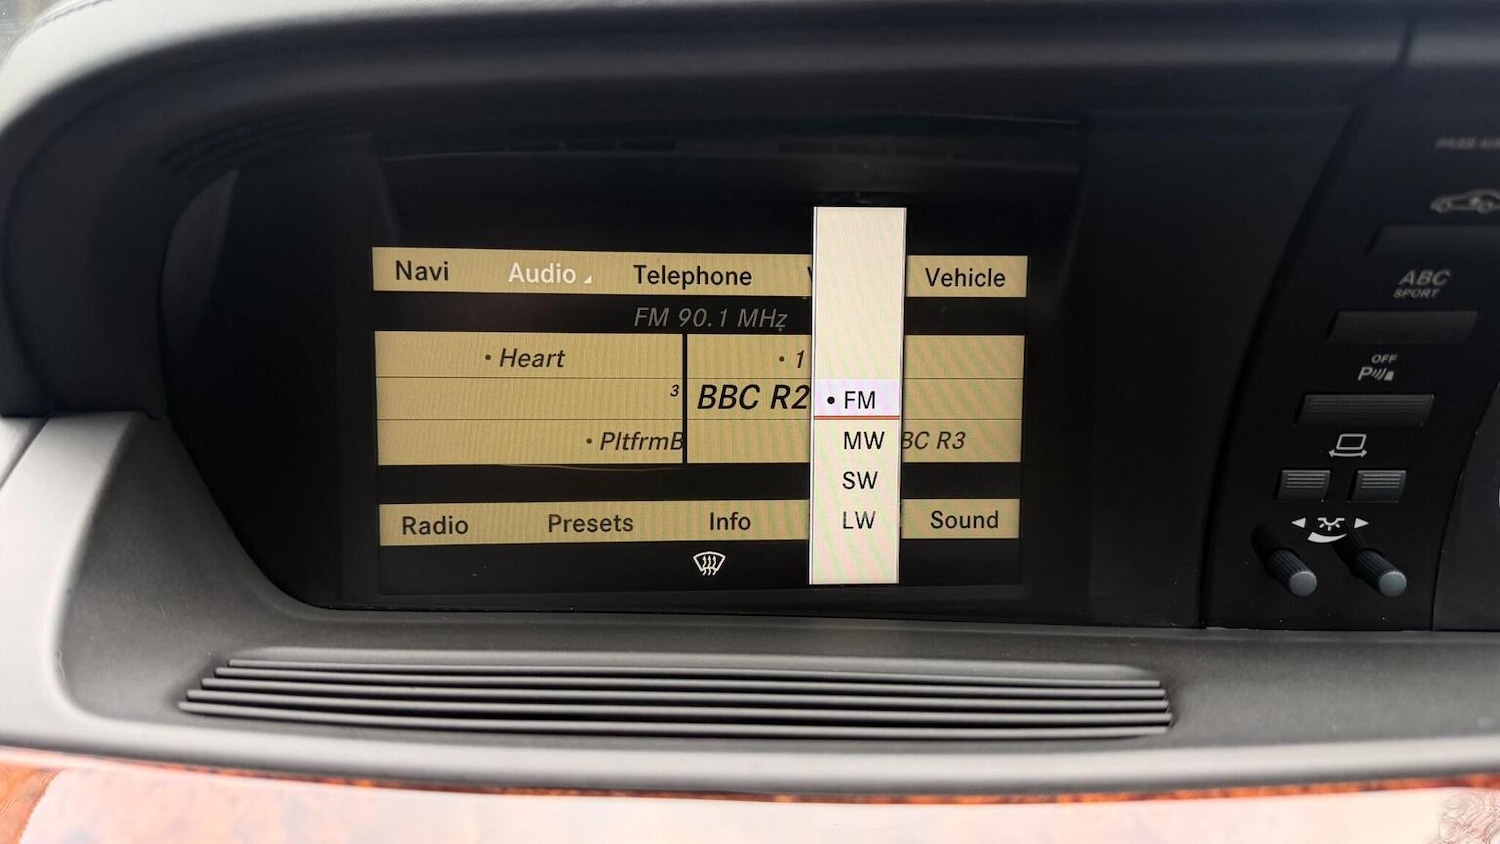 Navi Audio Telephone Vehicle
FM 90.1 MHz
• Heart • 1
3 BBC R2
• PltfrmB BC R3
• FM
MW
SW
LW
Radio Presets Info Sound
ABC
SPORT
OFF
P